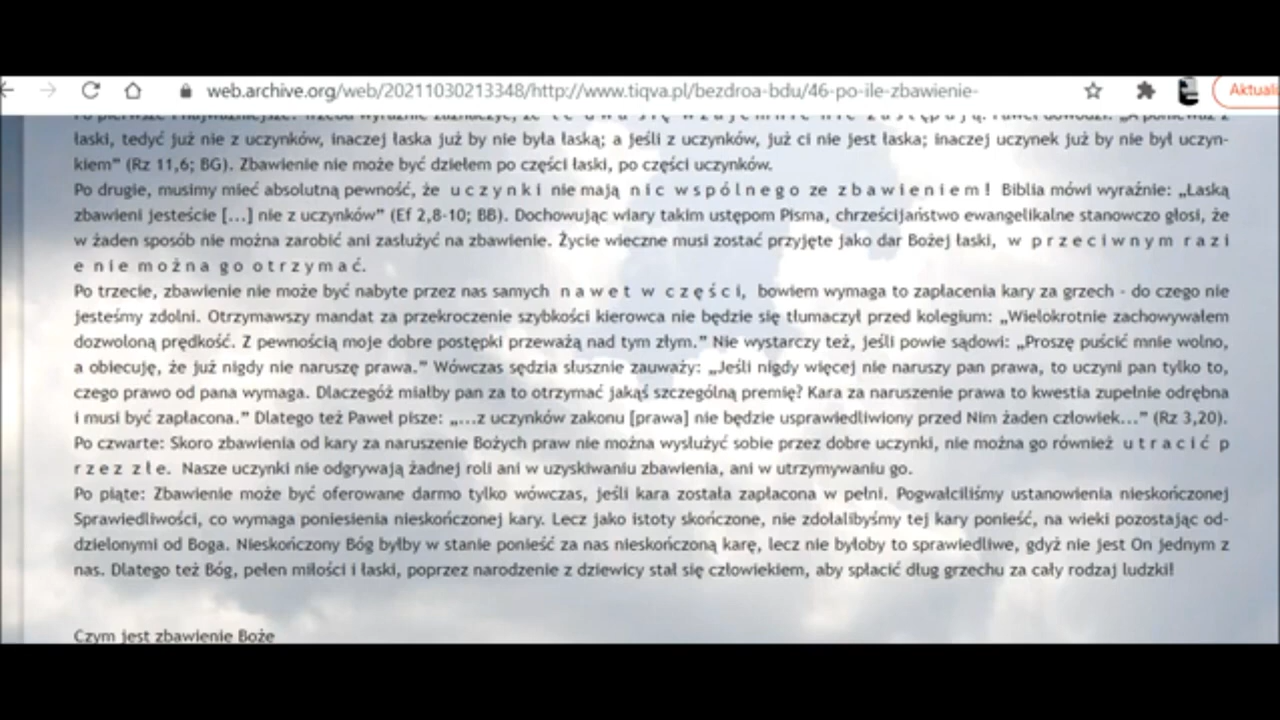 web.archive.org/web/20211030213348/http://www.tiqva.pl/bezdroa-bdu/46-po-ile-zbawienie-
Aktuali
Po pierwsze i najważniejsze: trzeba wyraźnie zaznaczyć, że t e d w a s i ę w z a j e m n i e n i e z a s t ę p u j ą. Paweł dowodzi: „A ponieważ z
łaski, tedyć już nie z uczynków, inaczej łaska już by nie była łaską; a jeśli z uczynków, już ci nie jest łaska; inaczej uczynek już by nie był uczyn-
kiem” (Rz 11,6; BG). Zbawienie nie może być dziełem po części łaski, po części uczynków.
Po drugie, musimy mieć absolutną pewność, że u c z y n k i nie mają n i c w s p ó l n e g o ze z b a w i e n i e m ! Biblia mówi wyraźnie: „Łaską
zbawieni jesteście [...] nie z uczynków” (Ef 2,8-10; BB). Dochowując wiary takim ustępom Pisma, chrześcijaństwo ewangelikalne stanowczo głosi, że
w żaden sposób nie można zarobić ani zasłużyć na zbawienie. Życie wieczne musi zostać przyjęte jako dar Bożej łaski, w p r z e c i w n y m r a z i
e n i e m o ż n a g o o t r z y m a ć.
Po trzecie, zbawienie nie może być nabyte przez nas samych n a w e t w c z ę ś c i, bowiem wymaga to zapłacenia kary za grzech - do czego nie
jesteśmy zdolni. Otrzymawszy mandat za przekroczenie szybkości kierowca nie będzie się tłumaczył przed kolegium: „Wielokrotnie zachowywałem
dozwoloną prędkość. Z pewnością moje dobre postępki przeważą nad tym złym.” Nie wystarczy też, jeśli powie sądowi: „Proszę puścić mnie wolno,
a obiecuję, że już nigdy nie naruszę prawa.” Wówczas sędzia słusznie zauważy: „Jeśli nigdy więcej nie naruszy pan prawa, to uczyni pan tylko to,
czego prawo od pana wymaga. Dlaczegóż miałby pan za to otrzymać jakąś szczególną premię? Kara za naruszenie prawa to kwestia zupełnie odrębna
i musi być zapłacona.” Dlatego też Paweł pisze: „...z uczynków zakonu [prawa] nie będzie usprawiedliwiony przed Nim żaden człowiek...” (Rz 3,20).
Po czwarte: Skoro zbawienia od kary za naruszenie Bożych praw nie można wysłużyć sobie przez dobre uczynki, nie można go również u t r a c i ć p
r z e z z ł e. Nasze uczynki nie odgrywają żadnej roli ani w uzyskiwaniu zbawienia, ani w utrzymywaniu go.
Po piąte: Zbawienie może być oferowane darmo tylko wówczas, jeśli kara została zapłacona w pełni. Pogwałciliśmy ustanowienia nieskończonej
Sprawiedliwości, co wymaga poniesienia nieskończonej kary. Lecz jako istoty skończone, nie zdołalibyśmy tej kary ponieść, na wieki pozostając od-
dzielonymi od Boga. Nieskończony Bóg byłby w stanie ponieść za nas nieskończoną karę, lecz nie byłoby to sprawiedliwe, gdyż nie jest On jednym z
nas. Dlatego też Bóg, pełen miłości i łaski, poprzez narodzenie z dziewicy stał się człowiekiem, aby spłacić dług grzechu za cały rodzaj ludzki!
Czym jest zbawienie Boże